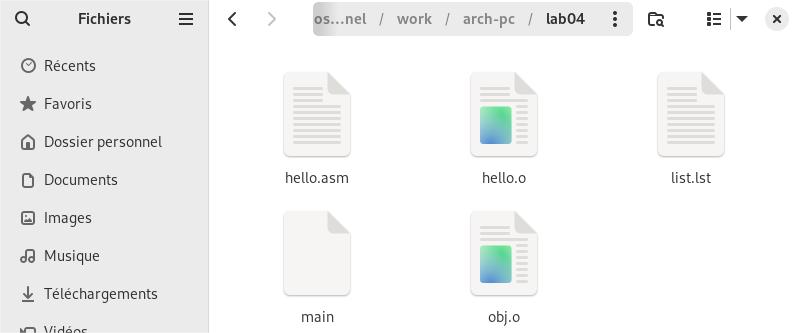 Fichiers
os...nel / work / arch-pc / lab04
Récents
Favoris
Dossier personnel
Documents
Images
Musique
Téléchargements
Vidéos
hello.asm
hello.o
list.lst
main
obj.o